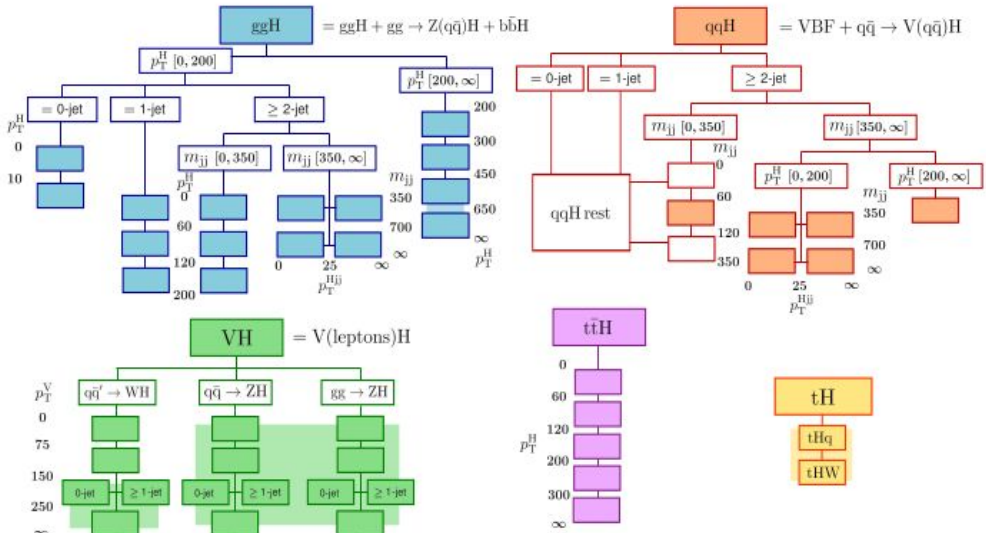 ggH = ggH + gg → Z(qq̄)H + bb̄H
p_T^H [0, 200]
p_T^H [200, ∞]
= 0-jet
= 1-jet
≥ 2-jet
p_T^H
0
10
m_jj [0, 350]
m_jj [350, ∞]
p_T^H
0
60
120
200
m_jj
350
700
∞
0 25 ∞
p_T^Hjj
200
300
450
650
∞
p_T^H
qqH = VBF + qq̄ → V(qq̄)H
= 0-jet
= 1-jet
≥ 2-jet
m_jj [0, 350]
m_jj [350, ∞]
qqH rest
m_jj
0
60
120
350
p_T^H [0, 200]
p_T^H [200, ∞]
m_jj
350
700
∞
0 25 ∞
p_T^Hjj
VH = V(leptons)H
qq̄′ → WH
qq̄ → ZH
gg → ZH
p_T^V
0
75
150
250
∞
0-jet ≥ 1-jet
0-jet ≥ 1-jet
0-jet ≥ 1-jet
tt̄H
0
60
120
p_T^H
200
300
∞
tH
tHq
tHW